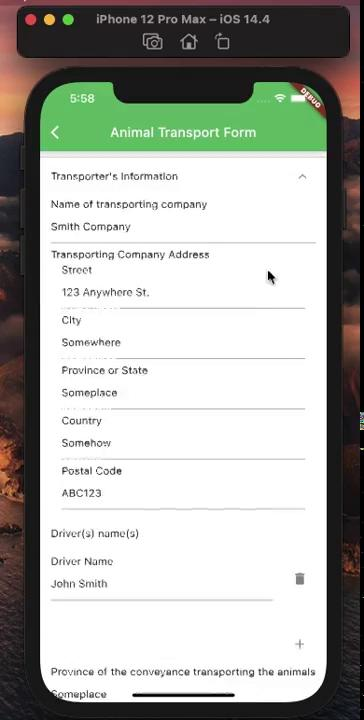 iPhone 12 Pro Max – iOS 14.4
5:58
DEBUG
Animal Transport Form
Transporter's Information
Name of transporting company
Smith Company
Transporting Company Address
Street
123 Anywhere St.
City
Somewhere
Province or State
Someplace
Country
Somehow
Postal Code
ABC123
Driver(s) name(s)
Driver Name
John Smith
Province of the conveyance transporting the animals
Someplace